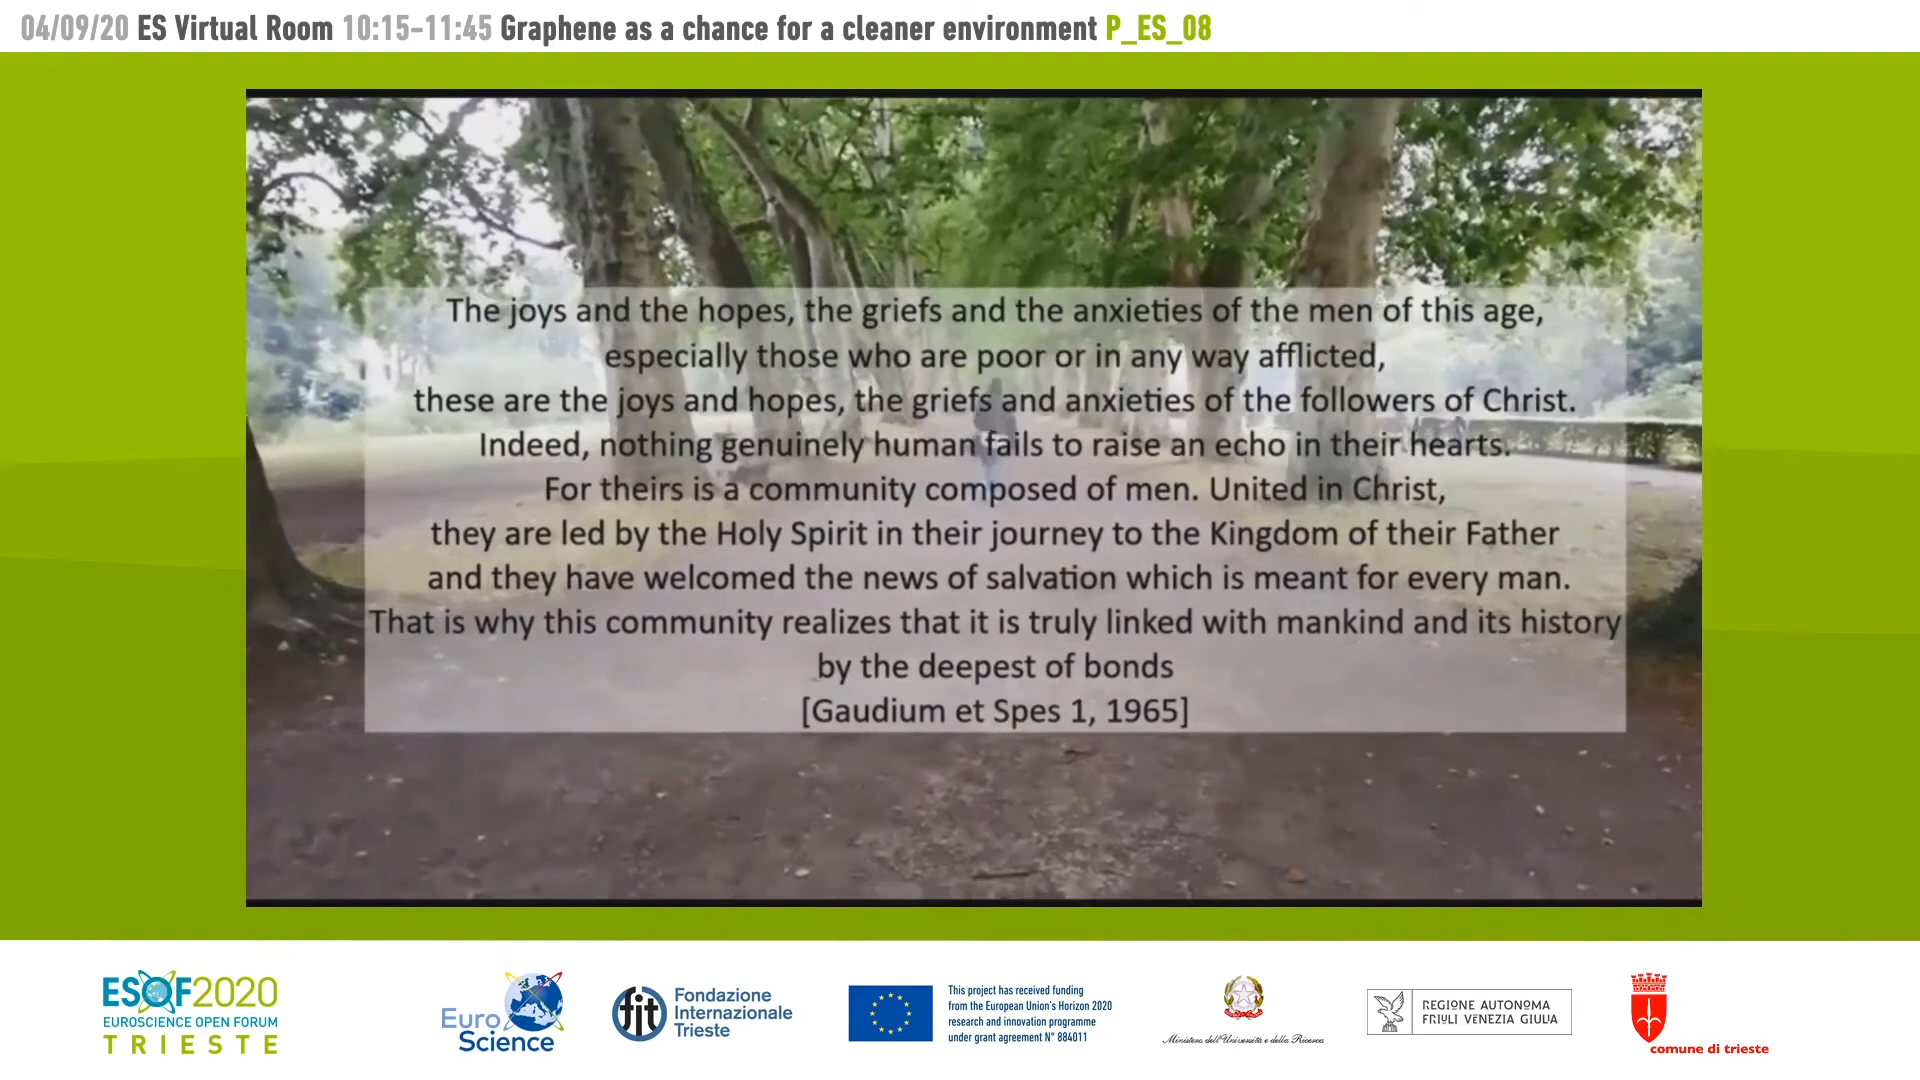 04/09/20 ES Virtual Room 10:15-11:45 Graphene as a chance for a cleaner environment P_ES_08
The joys and the hopes, the griefs and the anxieties of the men of this age,
especially those who are poor or in any way afflicted,
these are the joys and hopes, the griefs and anxieties of the followers of Christ.
Indeed, nothing genuinely human fails to raise an echo in their hearts.
For theirs is a community composed of men. United in Christ,
they are led by the Holy Spirit in their journey to the Kingdom of their Father
and they have welcomed the news of salvation which is meant for every man.
That is why this community realizes that it is truly linked with mankind and its history
by the deepest of bonds
[Gaudium et Spes 1, 1965]
ESOF2020
EUROSCIENCE OPEN FORUM
TRIESTE
Euro
Science
fit
Fondazione
Internazionale
Trieste
This project has received funding
from the European Union's Horizon 2020
research and innovation programme
under grant agreement N° 884011
Ministero dell'Università e della Ricerca
REGIONE AUTONOMA
FRIULI VENEZIA GIULIA
comune di trieste